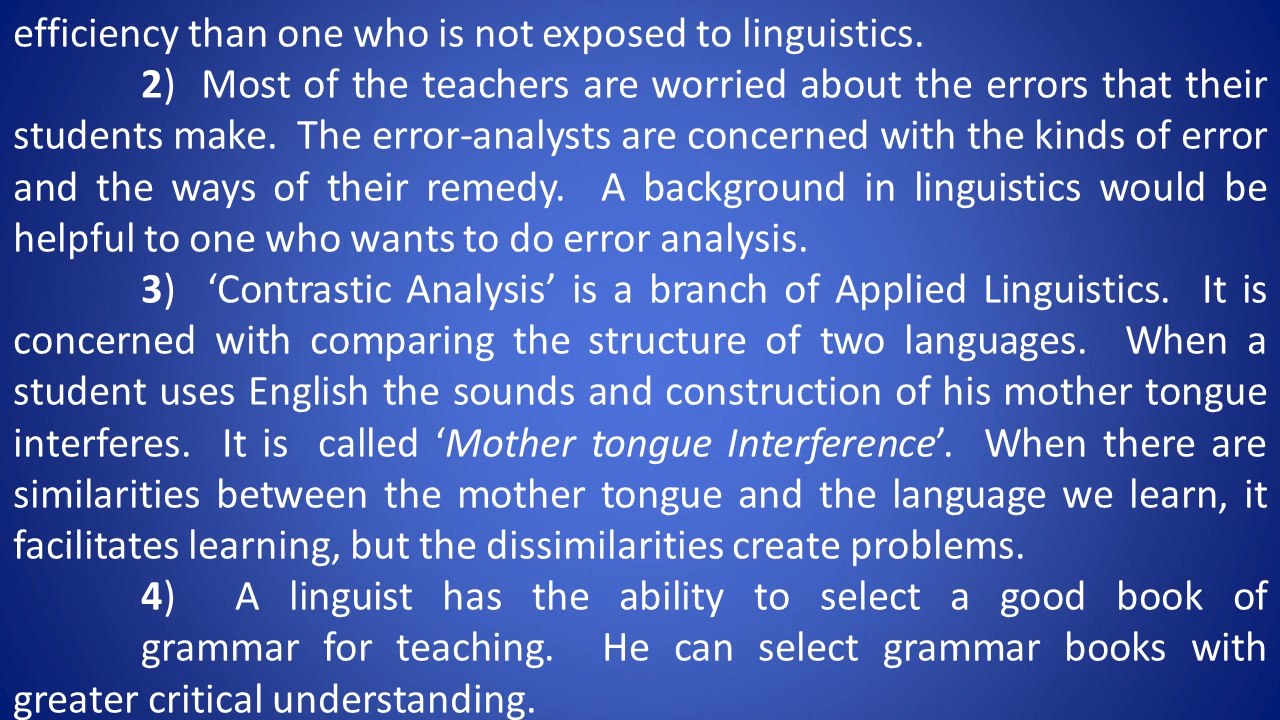 efficiency than one who is not exposed to linguistics.
2) Most of the teachers are worried about the errors that their
students make. The error-analysts are concerned with the kinds of error
and the ways of their remedy. A background in linguistics would be
helpful to one who wants to do error analysis.
3) ‘Contrastic Analysis’ is a branch of Applied Linguistics. It is
concerned with comparing the structure of two languages. When a
student uses English the sounds and construction of his mother tongue
interferes. It is called ‘Mother tongue Interference’. When there are
similarities between the mother tongue and the language we learn, it
facilitates learning, but the dissimilarities create problems.
4) A linguist has the ability to select a good book of
grammar for teaching. He can select grammar books with
greater critical understanding.